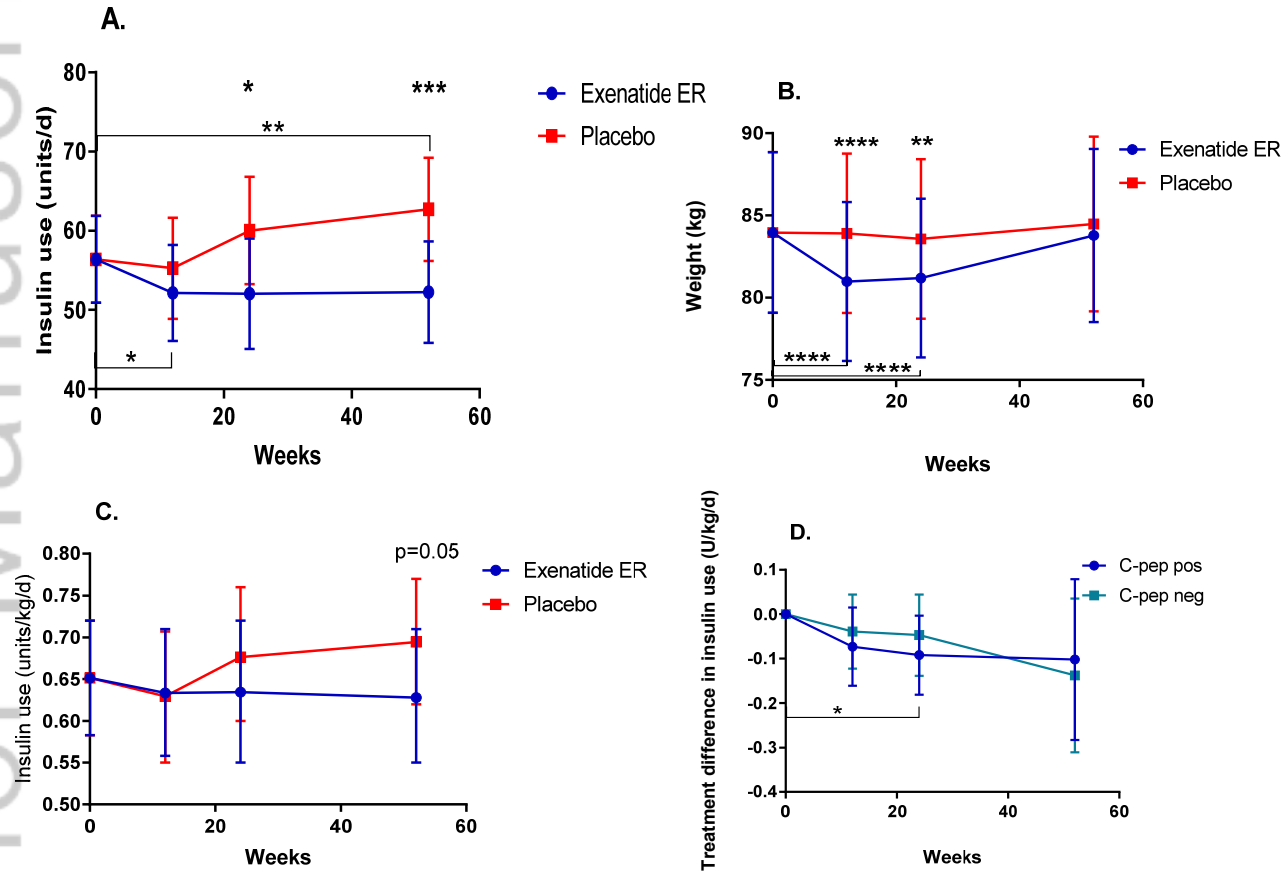 A.
80
70
60
50
40
0
20
40
60
Insulin use (units/d)
Weeks
*
***
**
*
Exenatide ER
Placebo
B.
90
85
80
75
0
20
40
60
Weight (kg)
Weeks
****
**
****
****
Exenatide ER
Placebo
C.
0.80
0.75
0.70
0.65
0.60
0.55
0.50
0
20
40
60
Insulin use (units/kg/d)
Weeks
p=0.05
Exenatide ER
Placebo
D.
0.1
0.0
-0.1
-0.2
-0.3
-0.4
0
20
40
60
Treatment difference in insulin use (U/kg/d)
Weeks
*
C-pep pos
C-pep neg